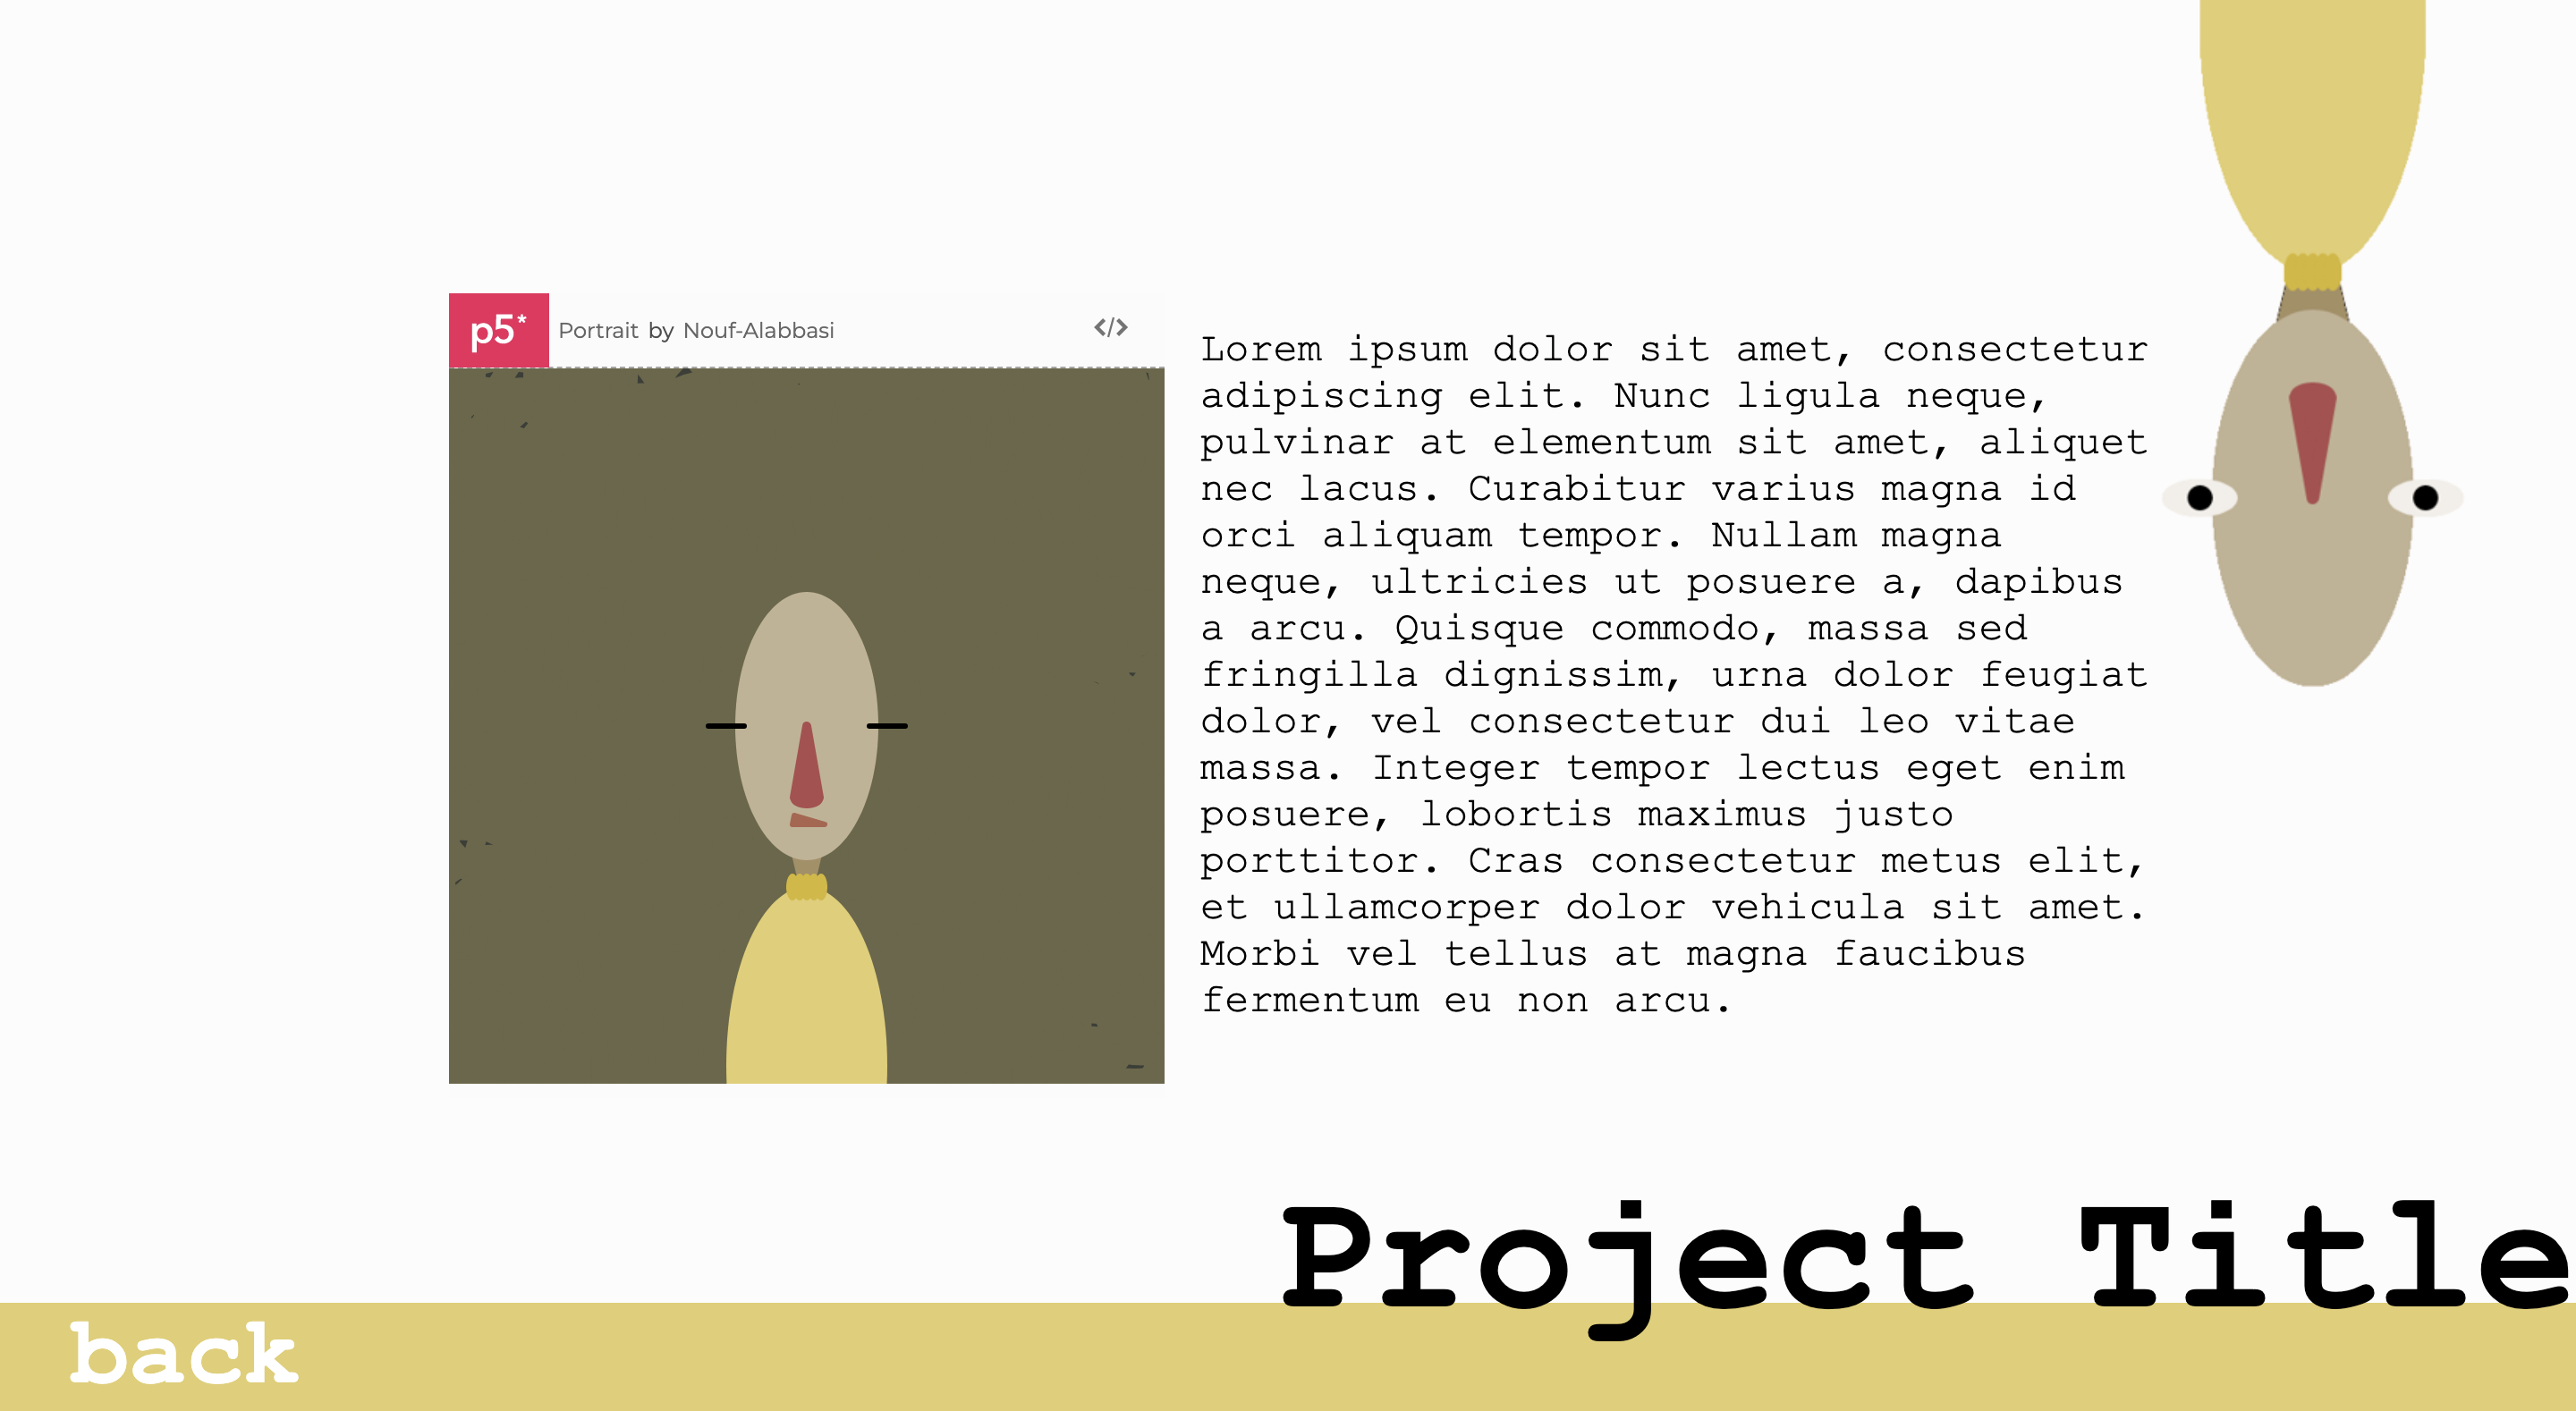 p5* Portrait by Nouf-Alabbasi </>
Lorem ipsum dolor sit amet, consectetur
adipiscing elit. Nunc ligula neque,
pulvinar at elementum sit amet, aliquet
nec lacus. Curabitur varius magna id
orci aliquam tempor. Nullam magna
neque, ultricies ut posuere a, dapibus
a arcu. Quisque commodo, massa sed
fringilla dignissim, urna dolor feugiat
dolor, vel consectetur dui leo vitae
massa. Integer tempor lectus eget enim
posuere, lobortis maximus justo
porttitor. Cras consectetur metus elit,
et ullamcorper dolor vehicula sit amet.
Morbi vel tellus at magna faucibus
fermentum eu non arcu.
Project Title
back